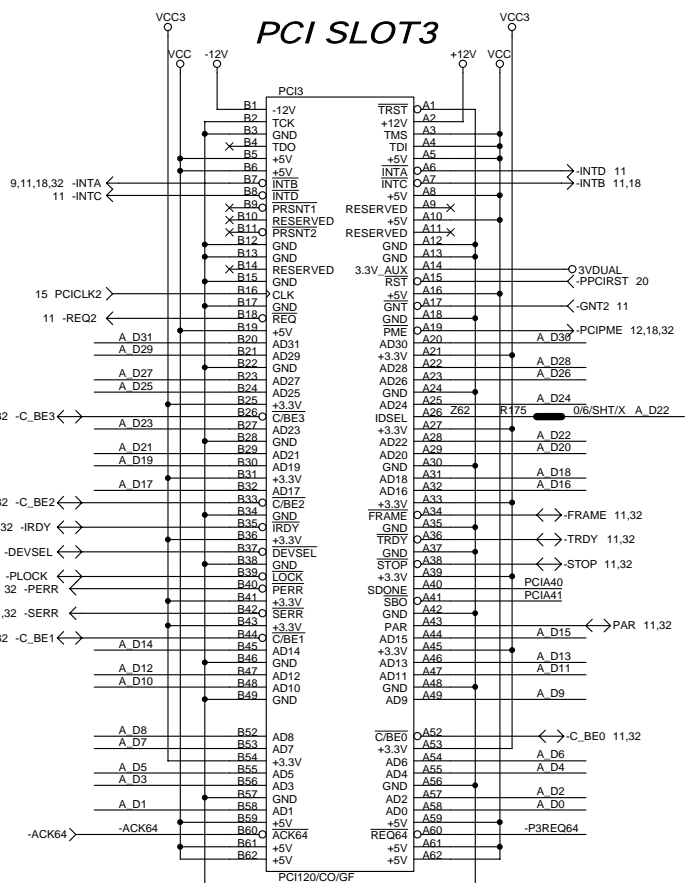 PCI SLOT3
VCC3
VCC
-12V
+12V
VCC
VCC3
PCI3
B1 -12V TRST A1
B2 TCK +12V A2
B3 GND TMS A3
B4 TDO TDI A4
B5 +5V +5V A5
B6 +5V INTA A6 -INTD 11
9,11,18,32 -INTA B7 INTB INTC A7 -INTB 11,18
11 -INTC B8 INTD +5V A8
B9 PRSNT1 RESERVED A9
B10 RESERVED +5V A10
B11 PRSNT2 RESERVED A11
B12 GND GND A12
B13 GND GND A13
B14 RESERVED 3.3V_AUX A14 3VDUAL
B15 GND RST A15 -PPCIRST 20
15 PCICLK2 B16 CLK +5V A16
B17 GND GNT A17 -GNT2 11
11 -REQ2 B18 REQ GND A18
B19 +5V PME A19 -PCIPME 12,18,32
A_D31 B20 AD31 AD30 A20 A_D30
A_D29 B21 AD29 +3.3V A21
B22 GND AD28 A22 A_D28
A_D27 B23 AD27 AD26 A23 A_D26
A_D25 B24 AD25 GND A24
B25 +3.3V AD24 A25 A_D24
32 -C_BE3 B26 C/BE3 IDSEL A26 Z62 R175 0/6/SHT/X A_D22
A_D23 B27 AD23 +3.3V A27
B28 GND AD22 A28 A_D22
A_D21 B29 AD21 AD20 A29 A_D20
A_D19 B30 AD19 GND A30
B31 +3.3V AD18 A31 A_D18
A_D17 B32 AD17 AD16 A32 A_D16
32 -C_BE2 B33 C/BE2 +3.3V A33
B34 GND FRAME A34 -FRAME 11,32
32 -IRDY B35 IRDY GND A35
B36 +3.3V TRDY A36 -TRDY 11,32
-DEVSEL B37 DEVSEL GND A37
B38 GND STOP A38 -STOP 11,32
-PLOCK B39 LOCK +3.3V A39
32 -PERR B40 PERR SDONE A40 PCIA40
B41 +3.3V SBO A41 PCIA41
,32 -SERR B42 SERR GND A42
B43 +3.3V PAR A43 PAR 11,32
32 -C_BE1 B44 C/BE1 AD15 A44 A_D15
A_D14 B45 AD14 +3.3V A45
B46 GND AD13 A46 A_D13
A_D12 B47 AD12 AD11 A47 A_D11
A_D10 B48 AD10 GND A48
B49 GND AD9 A49 A_D9
A_D8 B52 AD8 C/BE0 A52 -C_BE0 11,32
A_D7 B53 AD7 +3.3V A53
B54 +3.3V AD6 A54 A_D6
A_D5 B55 AD5 AD4 A55 A_D4
A_D3 B56 AD3 GND A56
B57 GND AD2 A57 A_D2
A_D1 B58 AD1 AD0 A58 A_D0
B59 +5V +5V A59
-ACK64 -ACK64 B60 ACK64 REQ64 A60 -P3REQ64
B61 +5V +5V A61
B62 +5V +5V A62
PCI120/CO/GF